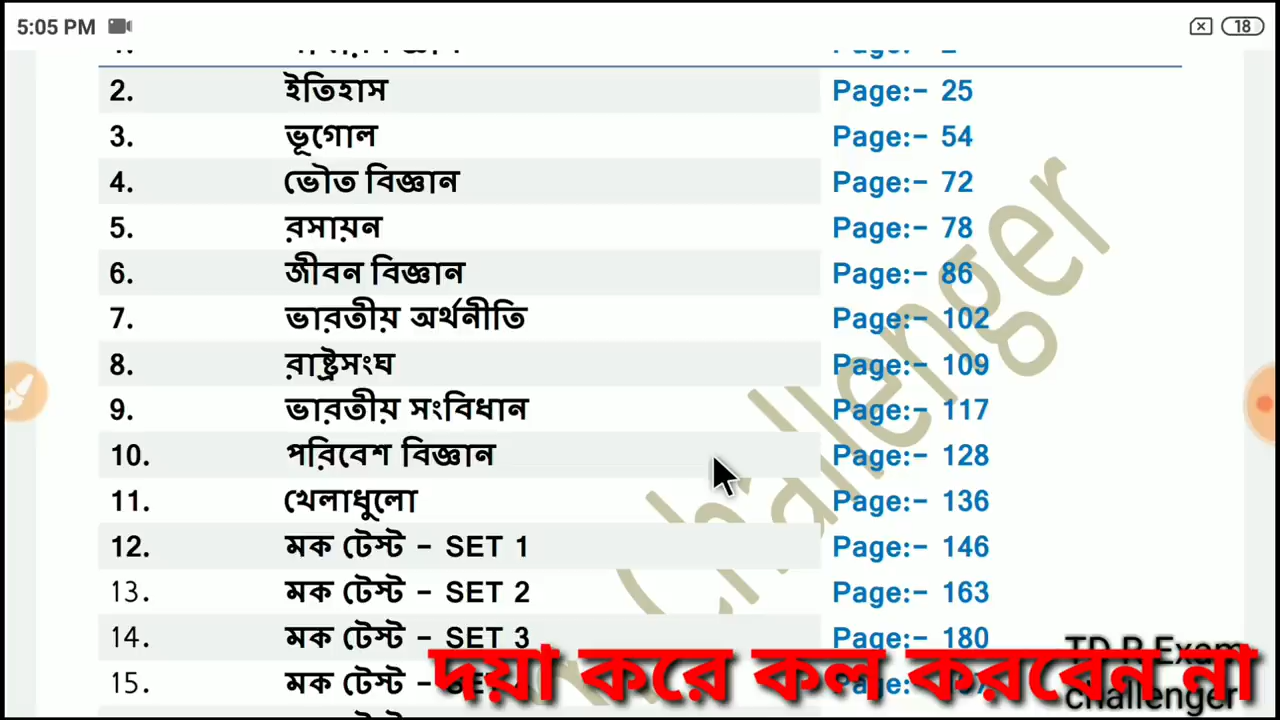 5:05 PM 18
2. ইতিহাস Page:- 25
3. ভূগোল Page:- 54
4. ভৌত বিজ্ঞান Page:- 72
5. রসায়ন Page:- 78
6. জীবন বিজ্ঞান Page:- 86
7. ভারতীয় অর্থনীতি Page:- 102
8. রাষ্ট্রসংঘ Page:- 109
9. ভারতীয় সংবিধান Page:- 117
10. পরিবেশ বিজ্ঞান Page:- 128
11. খেলাধুলো Page:- 136
12. মক টেস্ট - SET 1 Page:- 146
13. মক টেস্ট - SET 2 Page:- 163
14. মক টেস্ট - SET 3 Page:- 180
15. মক টেস্ট
Challenger
দয়া করে কল করবেন না
challenger